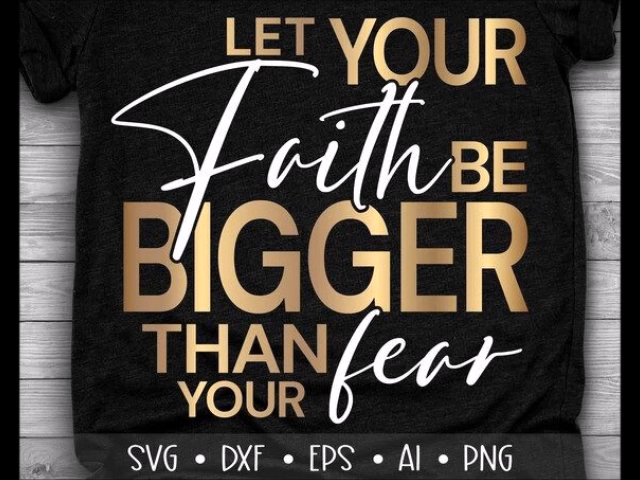 LET YOUR
Faith BE
BIGGER
THAN
YOUR fear
SVG • DXF • EPS • AI • PNG